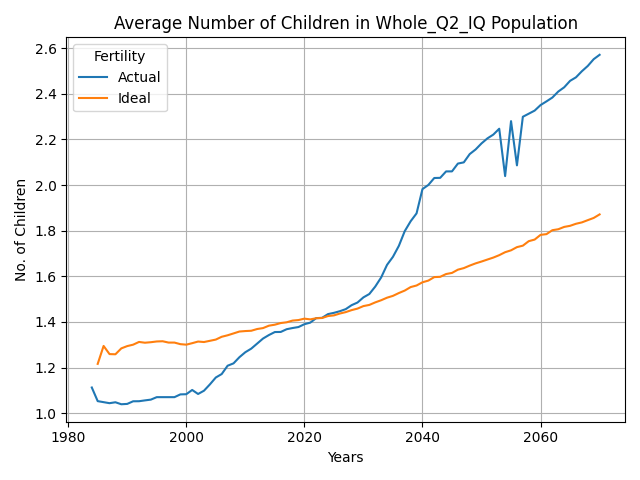 Average Number of Children in Whole_Q2_IQ Population
Fertility
Actual
Ideal
No. of Children
2.6
2.4
2.2
2.0
1.8
1.6
1.4
1.2
1.0
1980 2000 2020 2040 2060
Years